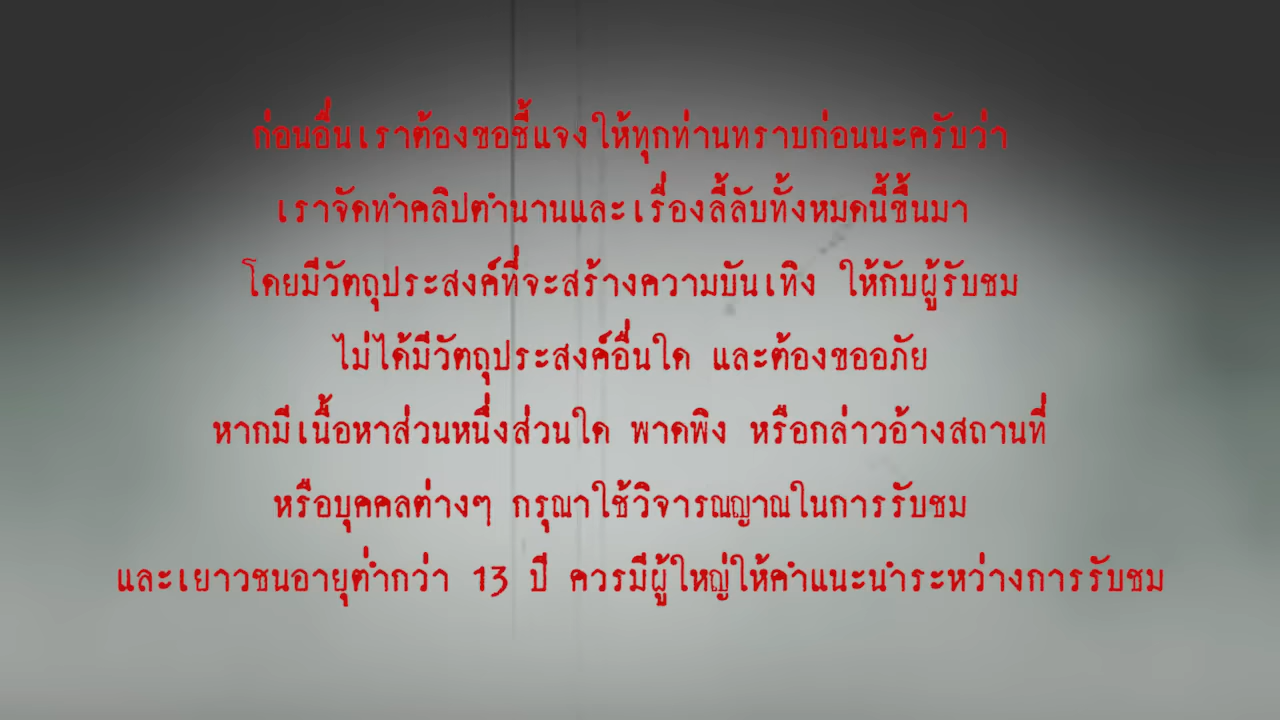 ก่อนอื่นเราต้องขอชี้แจงให้ทุกท่านทราบก่อนนะครับว่า
เราจัดทำคลิปตำนานและเรื่องลี้ลับทั้งหมดนี้ขึ้นมา
โดยมีวัตถุประสงค์ที่จะสร้างความบันเทิง ให้กับผู้รับชม
ไม่ได้มีวัตถุประสงค์อื่นใด และต้องขออภัย
หากมีเนื้อหาส่วนหนึ่งส่วนใด พาดพิง หรือกล่าวอ้างสถานที่
หรือบุคคลต่างๆ กรุณาใช้วิจารณญาณในการรับชม
และเยาวชนอายุต่ำกว่า 13 ปี ควรมีผู้ใหญ่ให้คำแนะนำระหว่างการรับชม